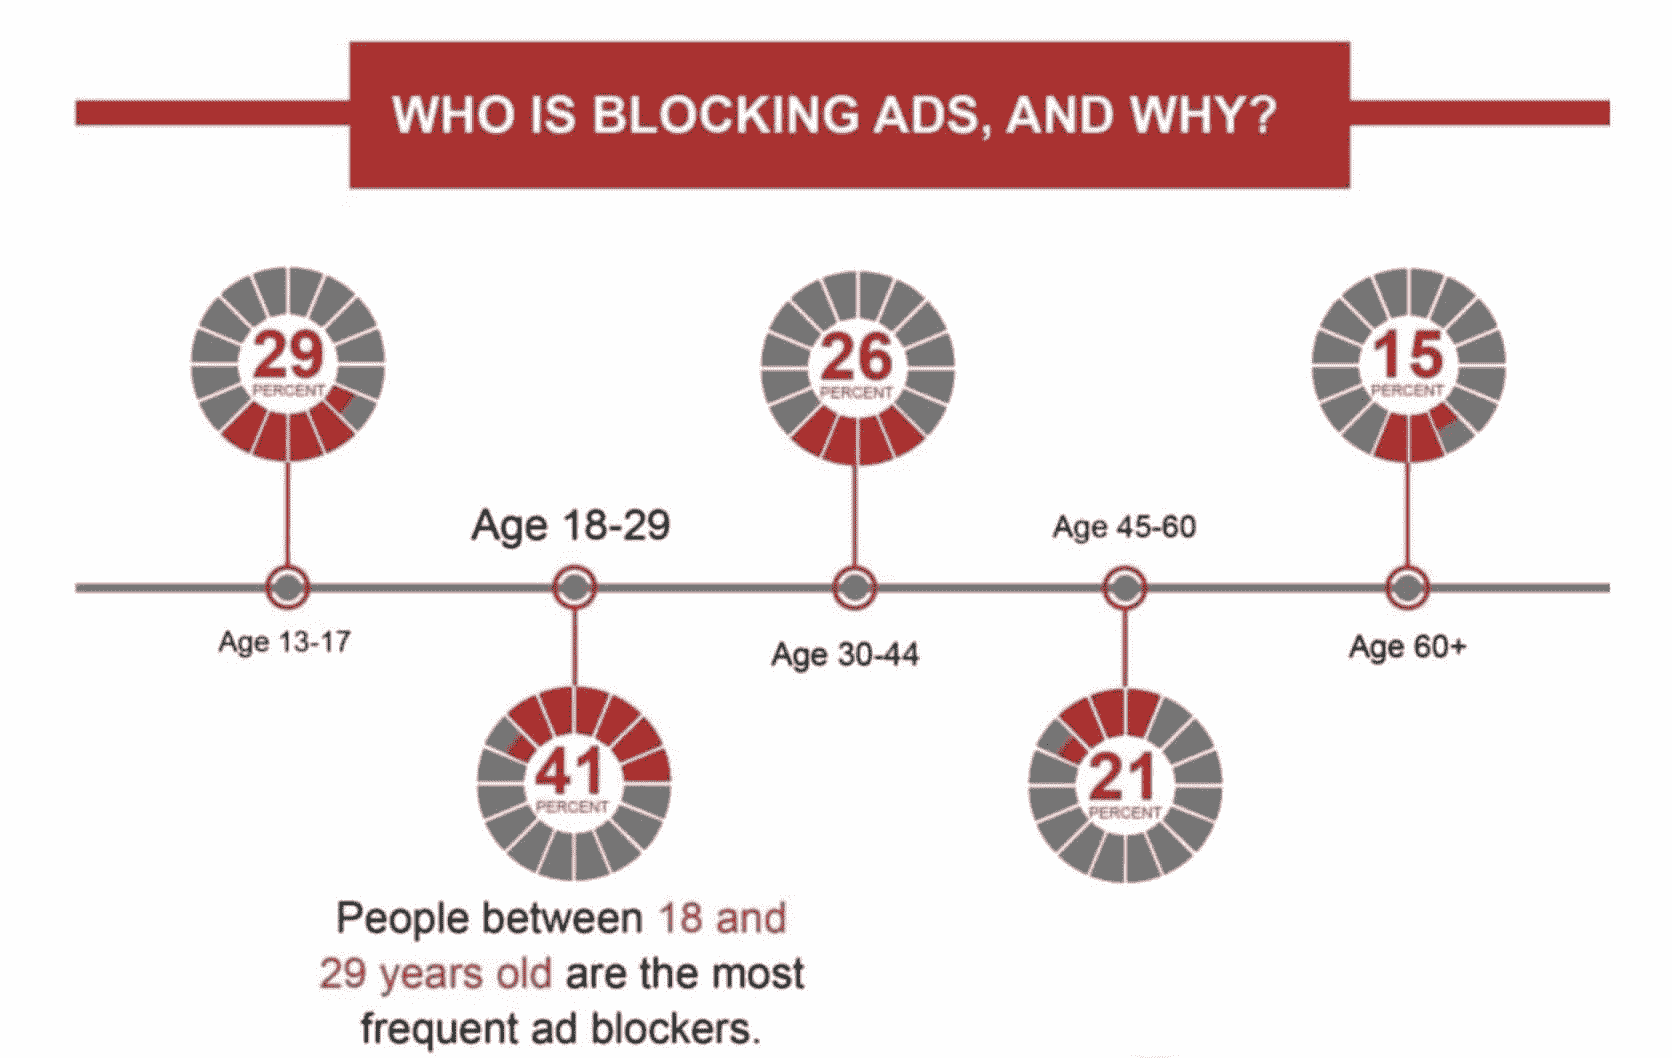 WHO IS BLOCKING ADS, AND WHY?
29
PERCENT
26
PERCENT
15
PERCENT
Age 18-29
Age 45-60
Age 13-17
Age 30-44
Age 60+
41
PERCENT
21
PERCENT
People between 18 and
29 years old are the most
frequent ad blockers.